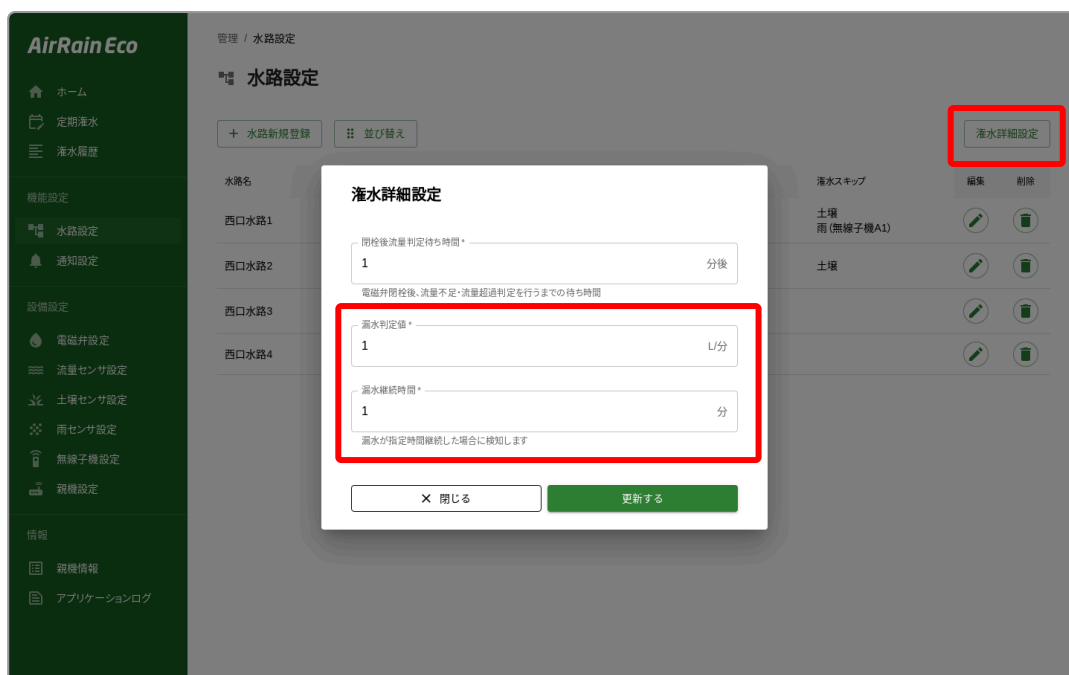 AirRain Eco
ホーム
定期潅水
潅水履歴
機能設定
水路設定
通知設定
設備設定
電磁弁設定
流量センサ設定
土壌センサ設定
雨センサ設定
無線子機設定
親機設定
情報
親機情報
アプリケーションログ
管理 / 水路設定
水路設定
+ 水路新規登録
並び替え
潅水詳細設定
水路名
潅水スキップ
編集
削除
西口水路1
土壌
雨(無線子機A1)
西口水路2
土壌
西口水路3
西口水路4
潅水詳細設定
閉栓後流量判定待ち時間 *
1
分後
電磁弁閉栓後、流量不足・流量超過判定を行うまでの待ち時間
漏水判定値 *
1
L/分
漏水継続時間 *
1
分
漏水が指定時間継続した場合に検知します
× 閉じる
更新する